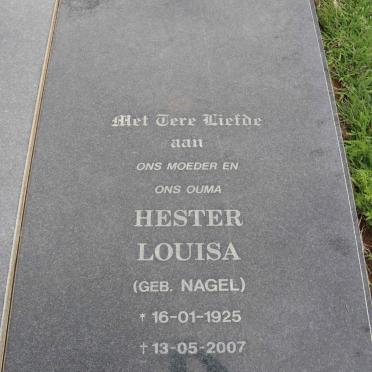 Met Tere Liefde
aan
ONS MOEDER EN
ONS OUMA
HESTER
LOUISA
(GEB. NAGEL)
* 16-01-1925
† 13-05-2007